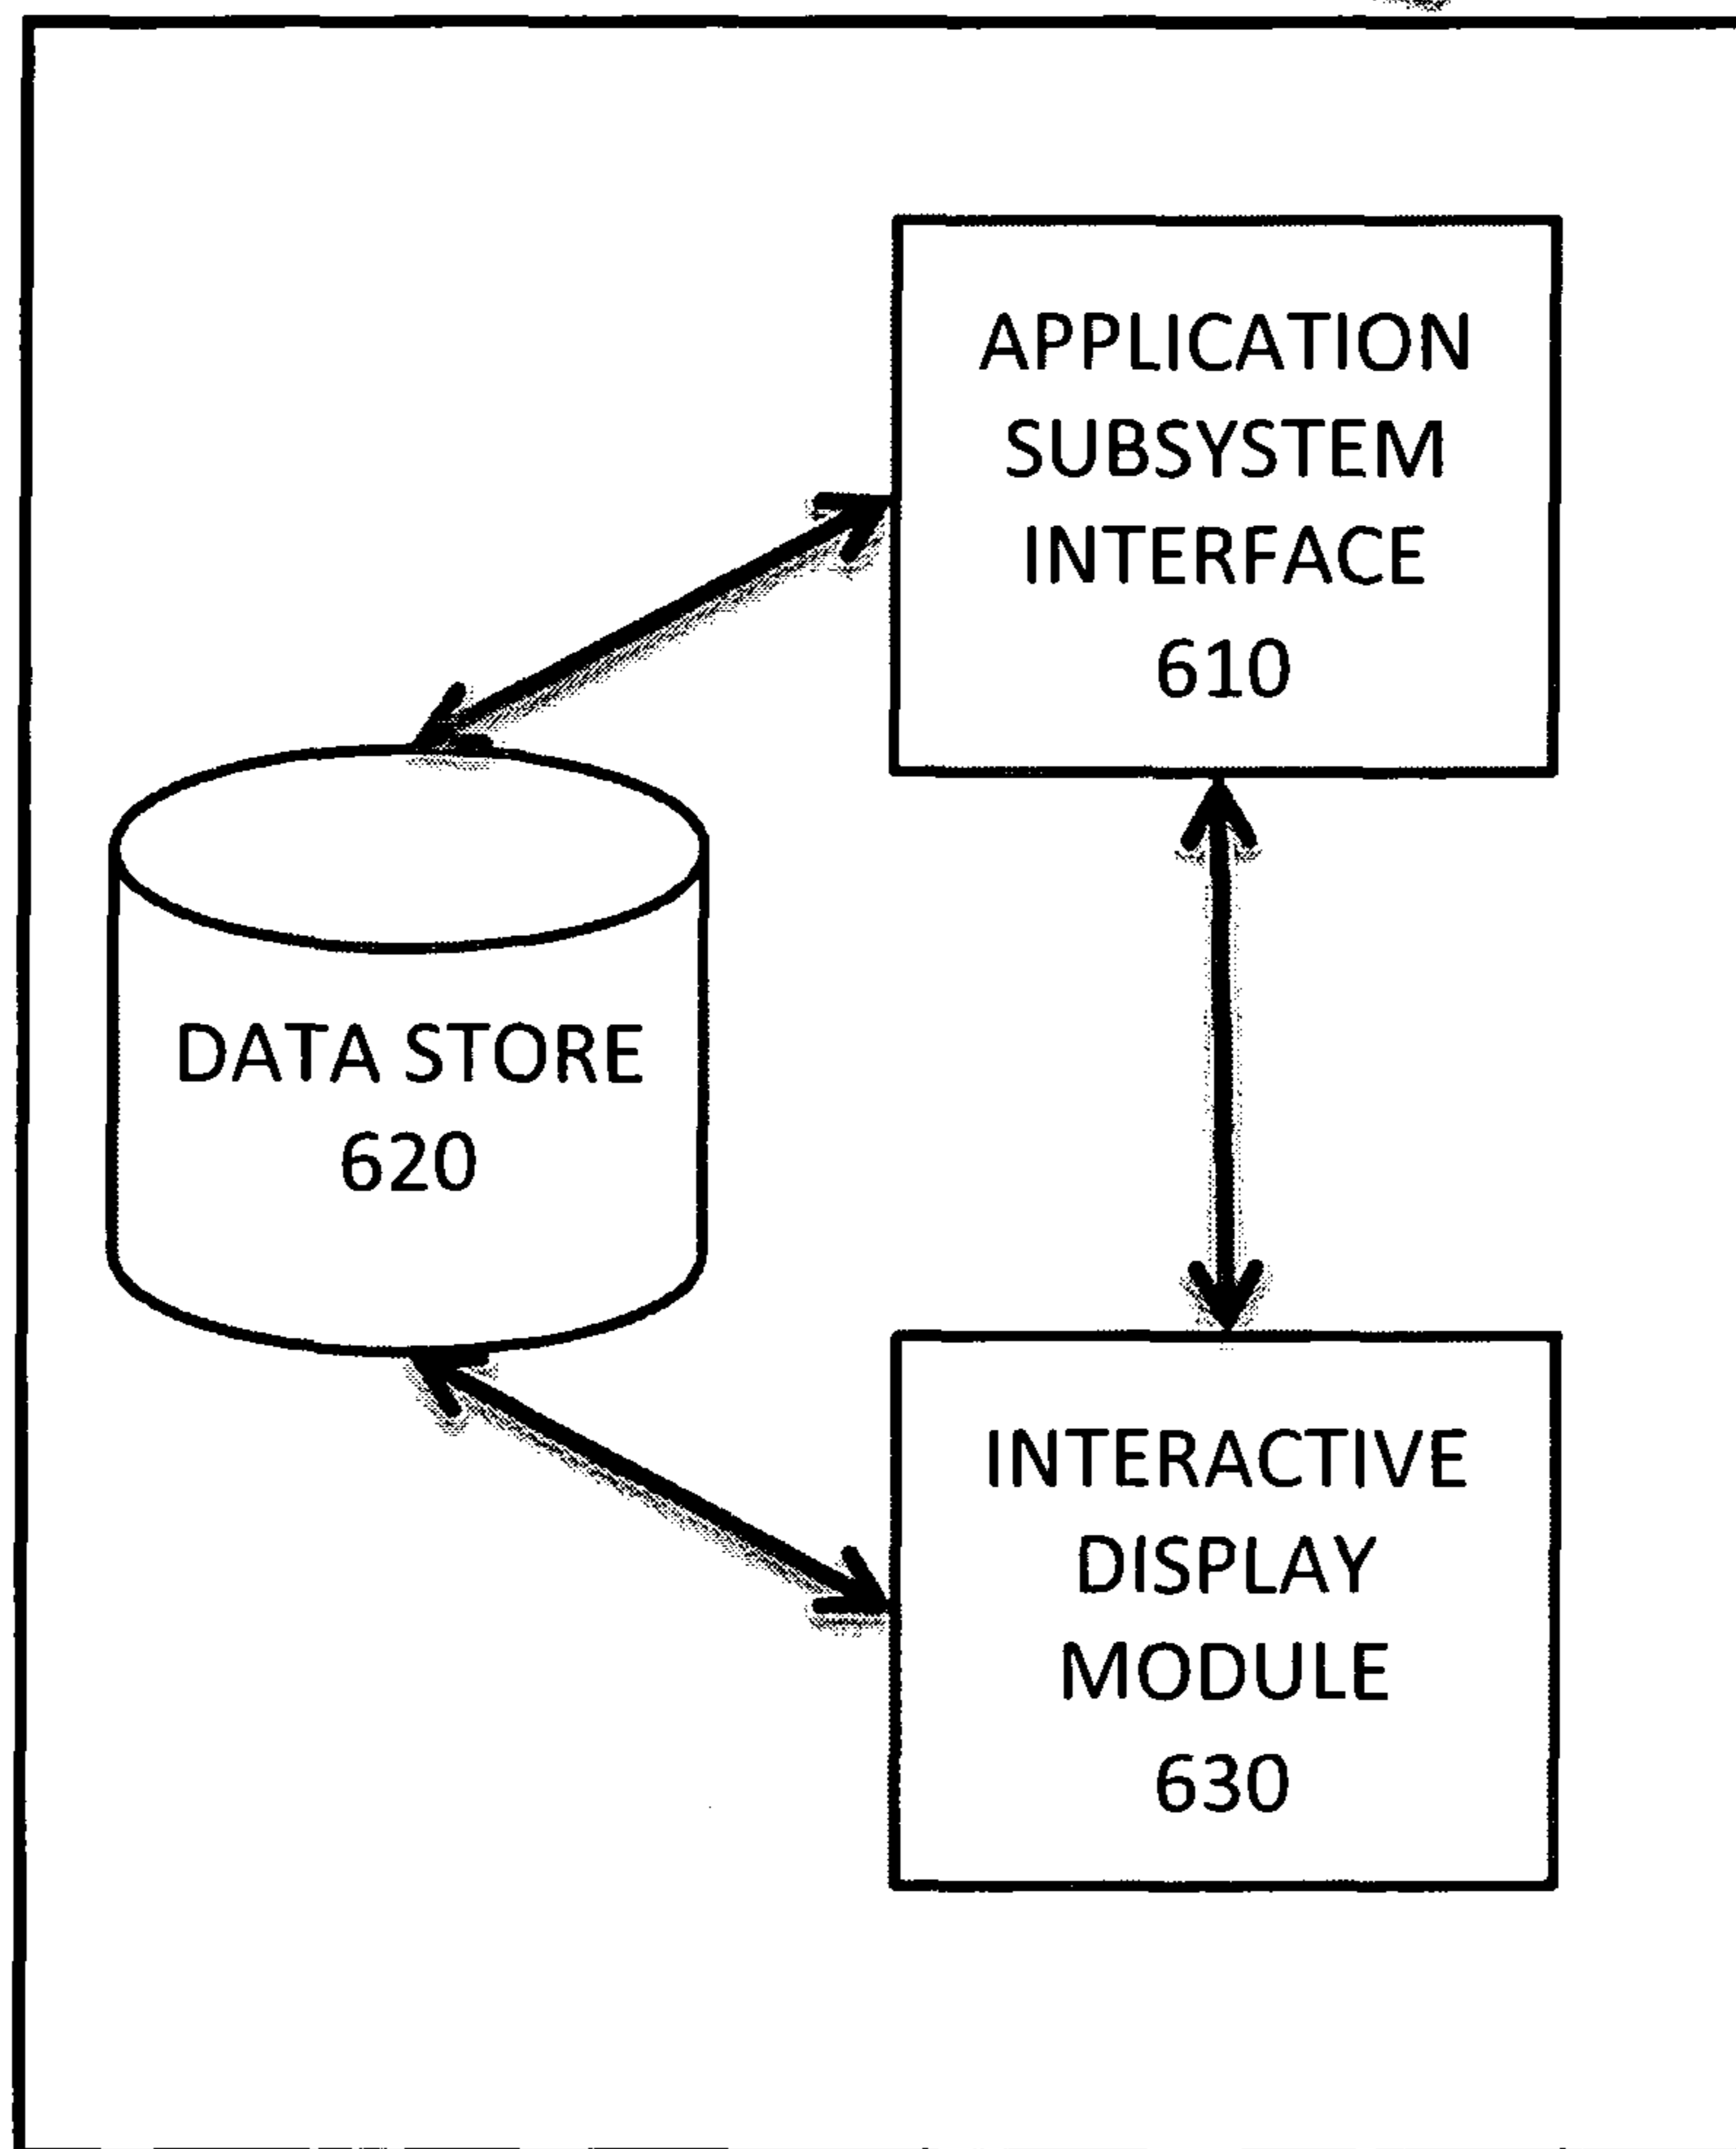 APPLICATION
SUBSYSTEM
INTERFACE
610
DATA STORE
620
INTERACTIVE
DISPLAY
MODULE
630